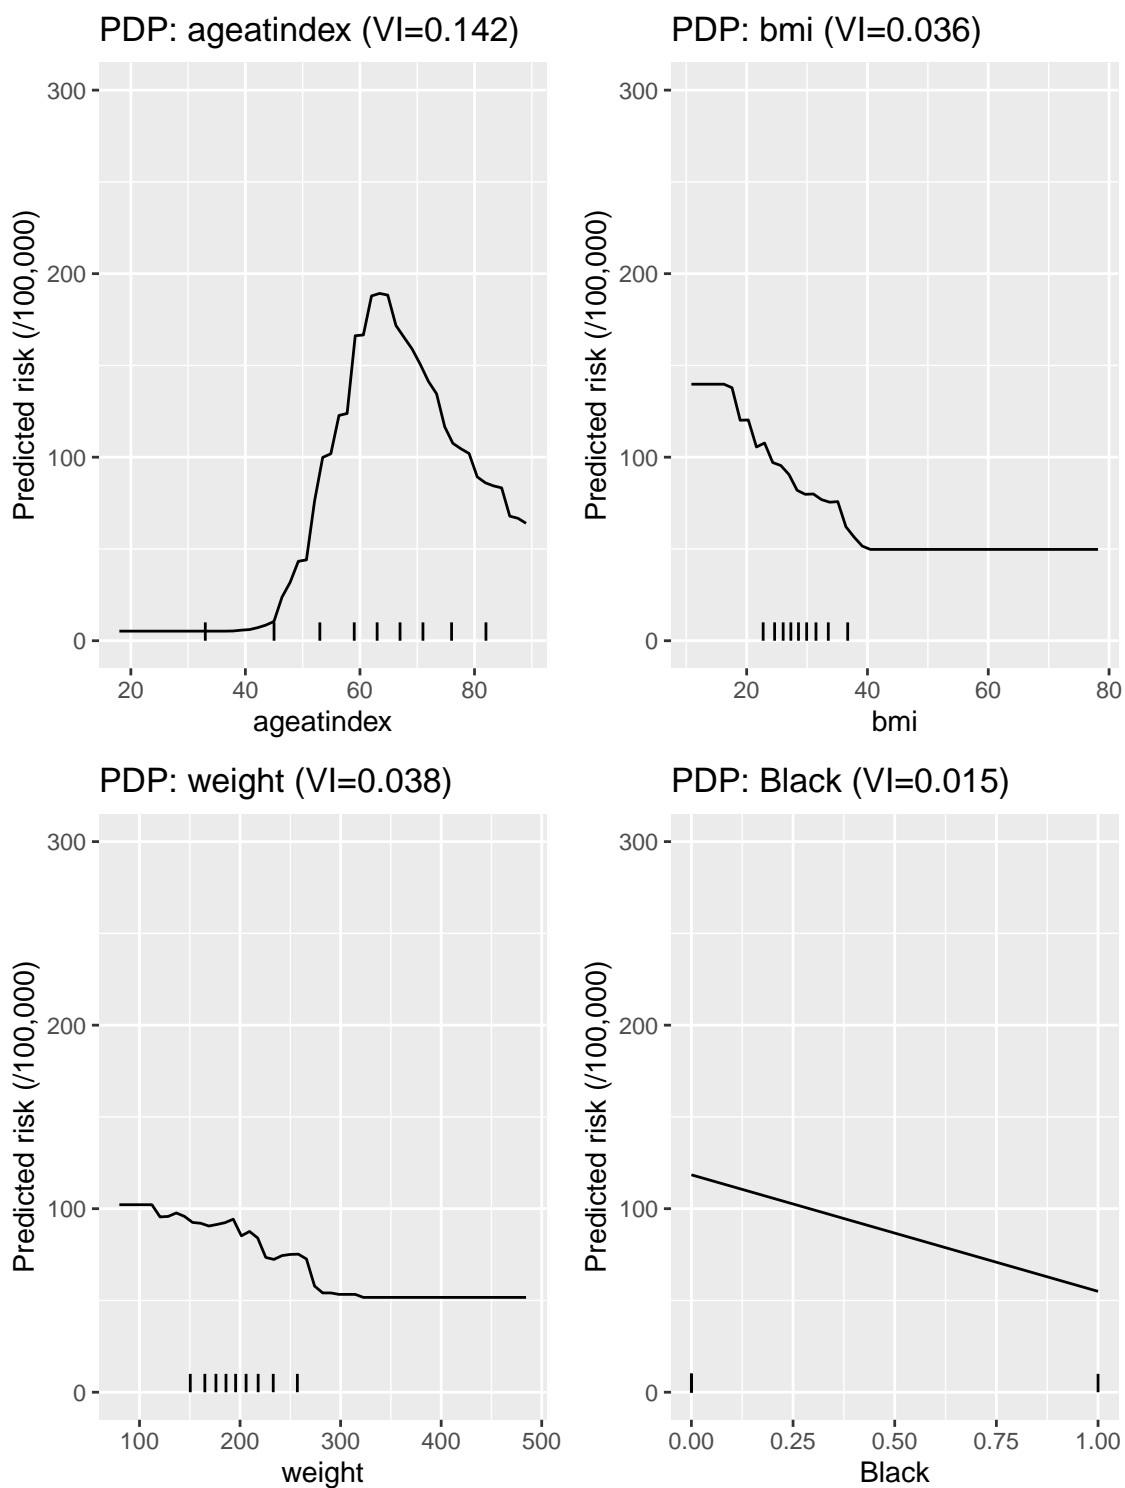 PDP: ageatindex (VI=0.142)
300
200
100
0
Predicted risk (/100,000)
20 40 60 80
ageatindex
PDP: bmi (VI=0.036)
300
200
100
0
Predicted risk (/100,000)
20 40 60 80
bmi
PDP: weight (VI=0.038)
300
200
100
0
Predicted risk (/100,000)
100 200 300 400 500
weight
PDP: Black (VI=0.015)
300
200
100
0
Predicted risk (/100,000)
0.00 0.25 0.50 0.75 1.00
Black